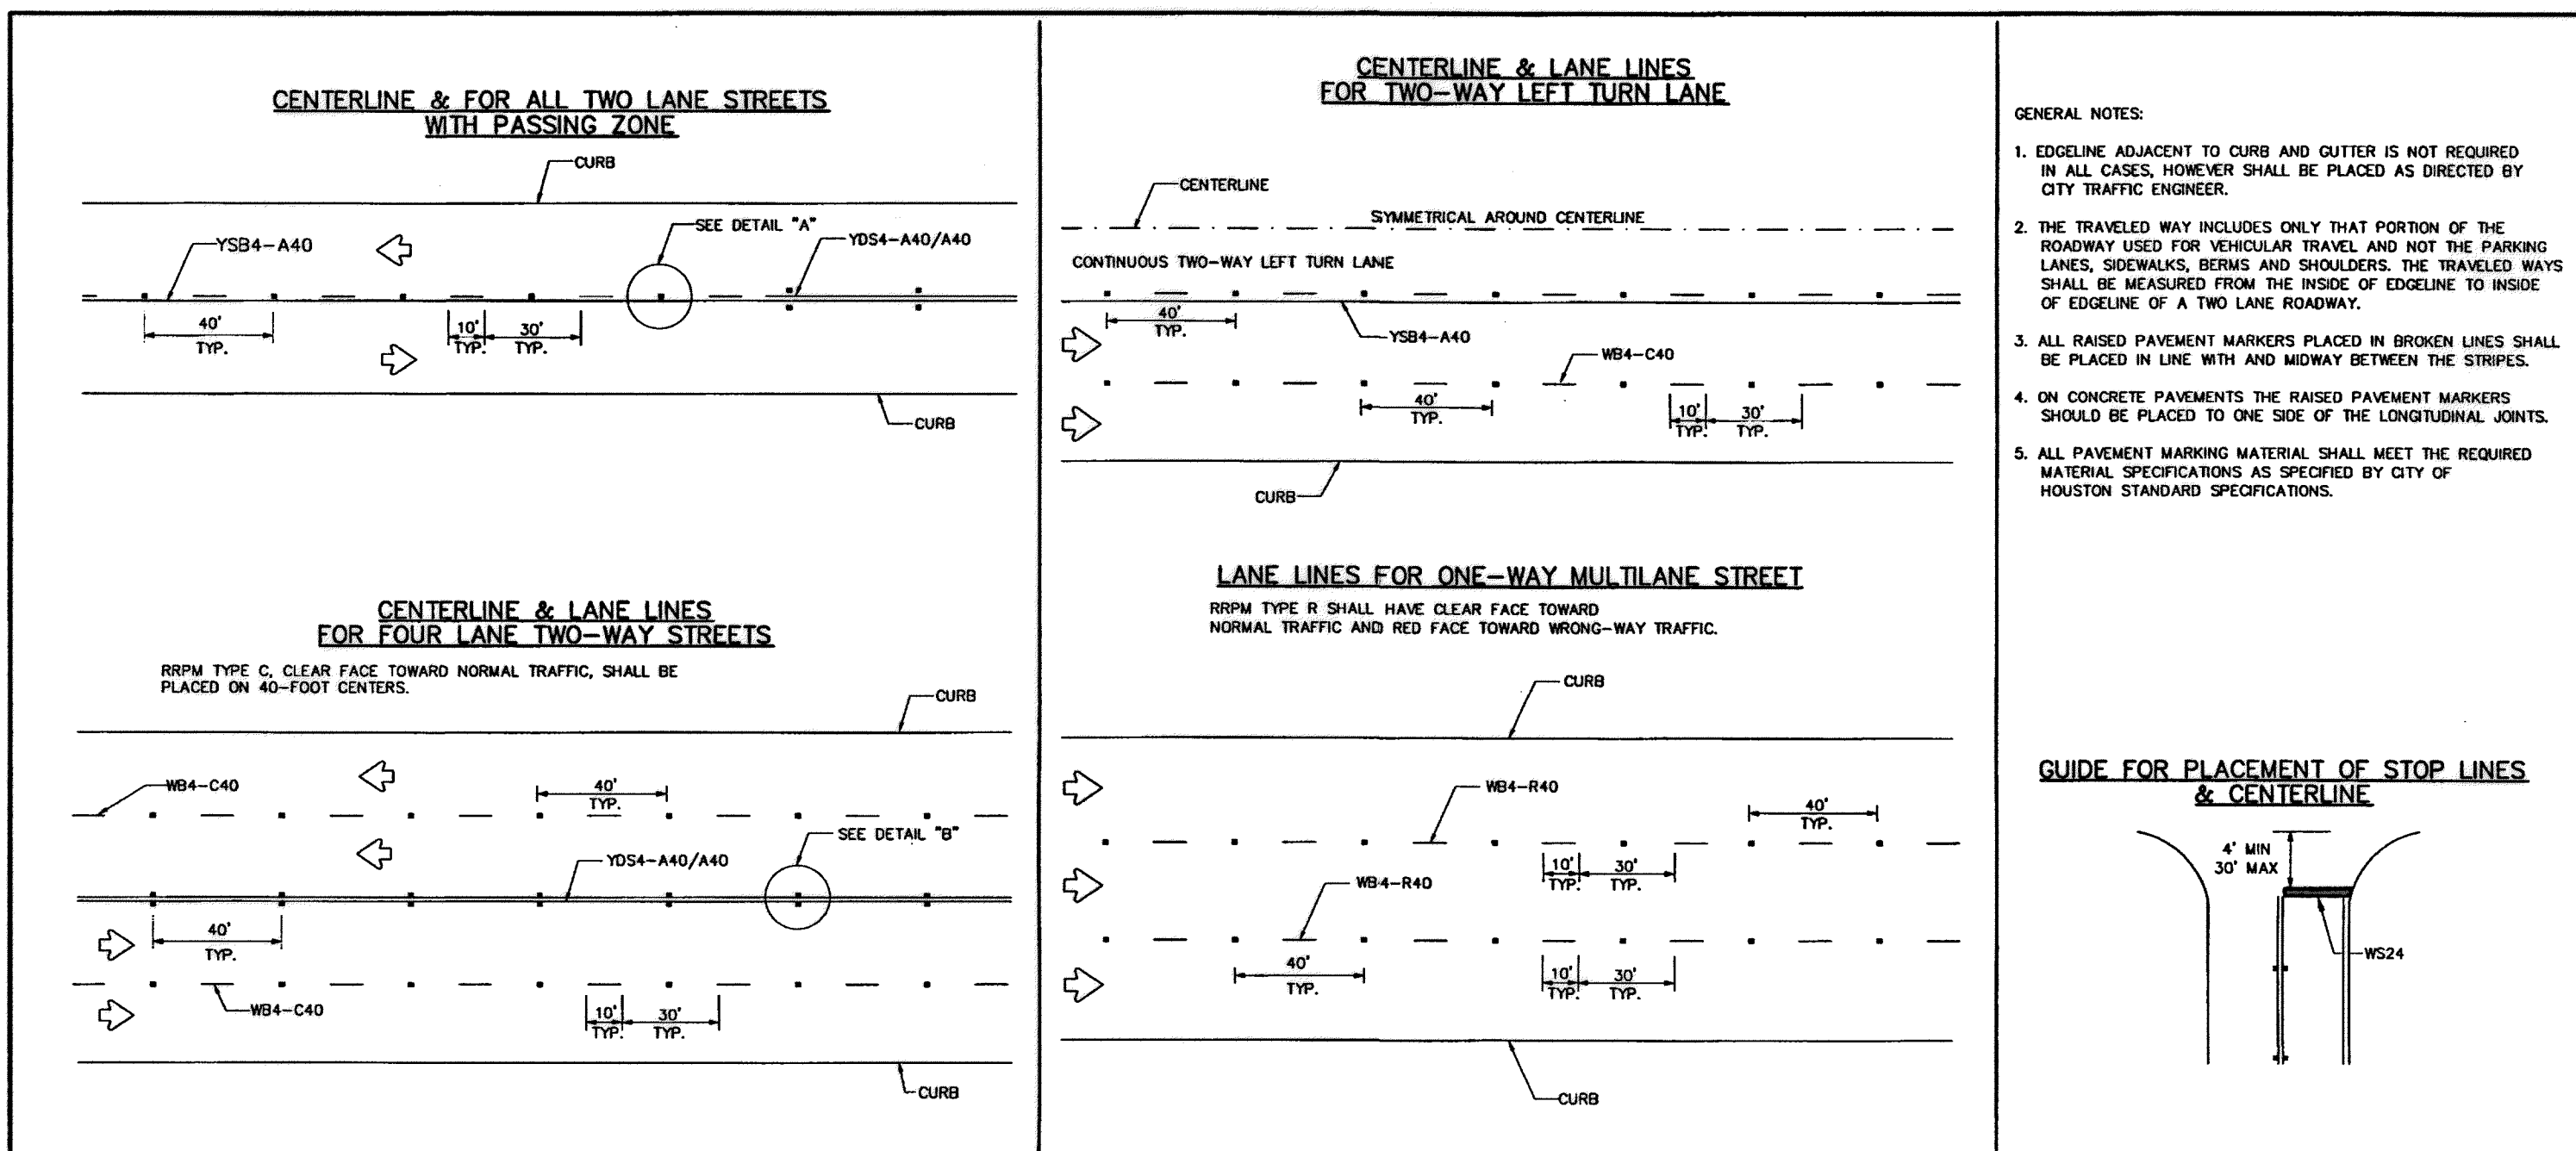 CENTERLINE & FOR ALL TWO LANE STREETS
WITH PASSING ZONE
CURB
SEE DETAIL "A"
YSB4-A40
YDS4-A40/A40
40'
TYP.
10'
TYP.
30'
TYP.
CURB
CENTERLINE & LANE LINES
FOR FOUR LANE TWO-WAY STREETS
RRPM TYPE C, CLEAR FACE TOWARD NORMAL TRAFFIC, SHALL BE
PLACED ON 40-FOOT CENTERS.
CURB
WB4-C40
40'
TYP.
SEE DETAIL "B"
YDS4-A40/A40
40'
TYP.
WB4-C40
10'
TYP.
30'
TYP.
CURB
CENTERLINE & LANE LINES
FOR TWO-WAY LEFT TURN LANE
CENTERLINE
SYMMETRICAL AROUND CENTERLINE
CONTINUOUS TWO-WAY LEFT TURN LANE
40'
TYP.
YSB4-A40
WB4-C40
40'
TYP.
10'
TYP.
30'
TYP.
CURB
LANE LINES FOR ONE-WAY MULTILANE STREET
RRPM TYPE R SHALL HAVE CLEAR FACE TOWARD
NORMAL TRAFFIC AND RED FACE TOWARD WRONG-WAY TRAFFIC.
CURB
WB4-R40
40'
TYP.
10'
TYP.
30'
TYP.
WB4-R40
40'
TYP.
10'
TYP.
30'
TYP.
CURB
GENERAL NOTES:
1. EDGELINE ADJACENT TO CURB AND GUTTER IS NOT REQUIRED
IN ALL CASES, HOWEVER SHALL BE PLACED AS DIRECTED BY
CITY TRAFFIC ENGINEER.
2. THE TRAVELED WAY INCLUDES ONLY THAT PORTION OF THE
ROADWAY USED FOR VEHICULAR TRAVEL AND NOT THE PARKING
LANES, SIDEWALKS, BERMS AND SHOULDERS. THE TRAVELED WAYS
SHALL BE MEASURED FROM THE INSIDE OF EDGELINE TO INSIDE
OF EDGELINE OF A TWO LANE ROADWAY.
3. ALL RAISED PAVEMENT MARKERS PLACED IN BROKEN LINES SHALL
BE PLACED IN LINE WITH AND MIDWAY BETWEEN THE STRIPES.
4. ON CONCRETE PAVEMENTS THE RAISED PAVEMENT MARKERS
SHOULD BE PLACED TO ONE SIDE OF THE LONGITUDINAL JOINTS.
5. ALL PAVEMENT MARKING MATERIAL SHALL MEET THE REQUIRED
MATERIAL SPECIFICATIONS AS SPECIFIED BY CITY OF
HOUSTON STANDARD SPECIFICATIONS.
GUIDE FOR PLACEMENT OF STOP LINES
& CENTERLINE
4' MIN
30' MAX
WS24